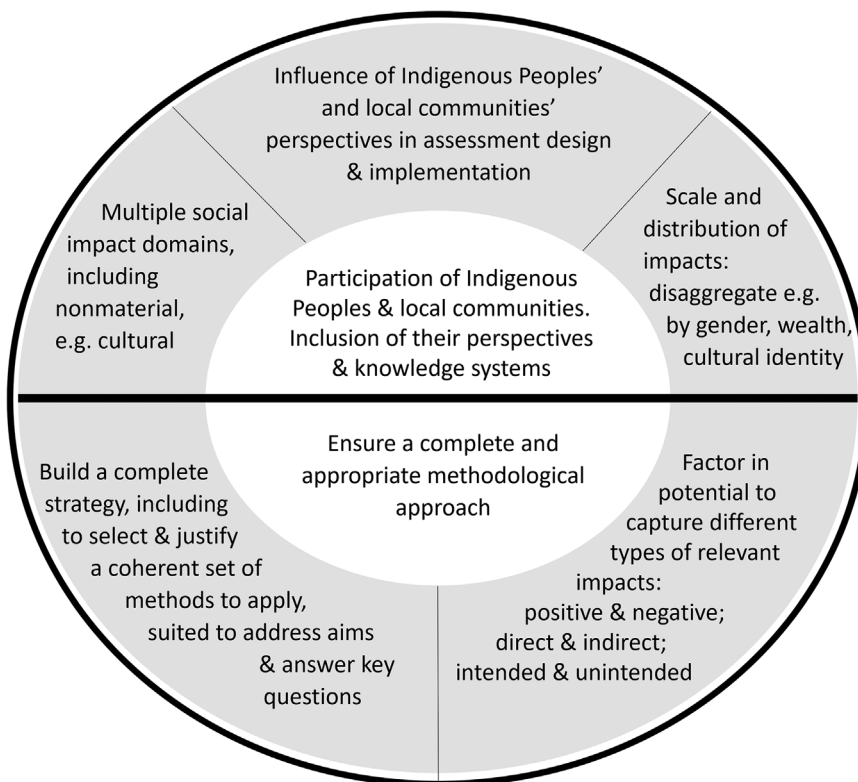 Influence of Indigenous Peoples’
and local communities’
perspectives in assessment design
& implementation
Multiple social
impact domains,
including
nonmaterial,
e.g. cultural
Scale and
distribution of
impacts:
disaggregate e.g.
by gender, wealth,
cultural identity
Participation of Indigenous
Peoples & local communities.
Inclusion of their perspectives
& knowledge systems
Ensure a complete and
appropriate methodological
approach
Build a complete
strategy, including
to select & justify
a coherent set of
methods to apply,
suited to address aims
& answer key
questions
Factor in
potential to
capture different
types of relevant
impacts:
positive & negative;
direct & indirect;
intended & unintended